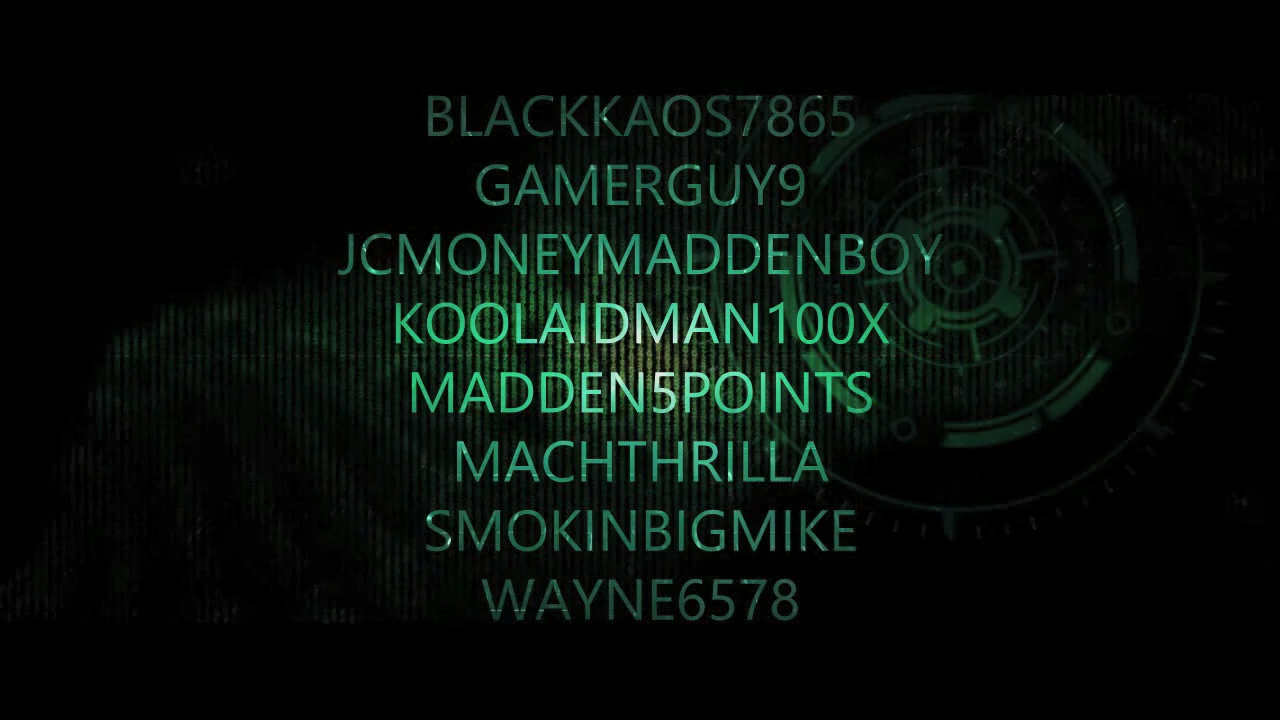 BLACKKAOS7865
GAMERGUY9
JCMONEYMADDENBOY
KOOLAIDMAN100X
MADDEN5POINTS
MACHTHRILLA
SMOKINBIGMIKE
WAYNE6578